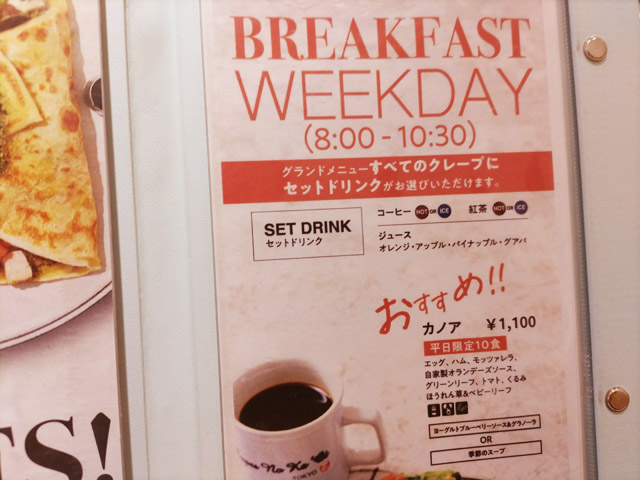 BREAKFAST
WEEKDAY
(8:00 - 10:30)
グランドメニューすべてのクレープに
セットドリンクがお選びいただけます。
SET DRINK
セットドリンク
コーヒー HOT OR ICE 紅茶 HOT OR ICE
ジュース
オレンジ・アップル・パイナップル・グアバ
おすすめ!!
カノア ¥1,100
平日限定10食
エッグ、ハム、モッツァレラ、
自家製オランデーズソース、
グリーンリーフ、トマト、くるみ
ほうれん草&ベビーリーフ
ヨーグルトブルーベリーソース&グラノーラ
OR
季節のスープ
No Ka
TOKYO
S!